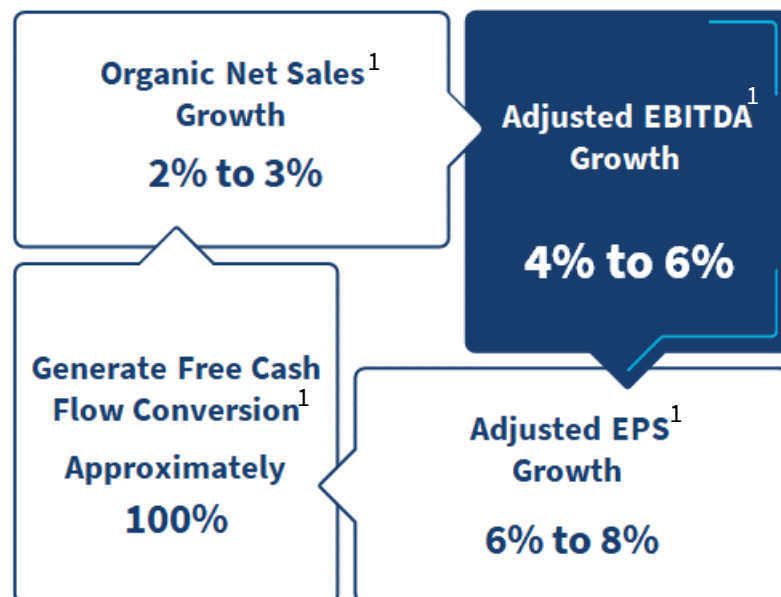 Organic Net Sales¹
Growth
2% to 3%
Adjusted EBITDA¹
Growth
4% to 6%
Adjusted EPS¹
Growth
6% to 8%
Generate Free Cash
Flow Conversion¹
Approximately
100%